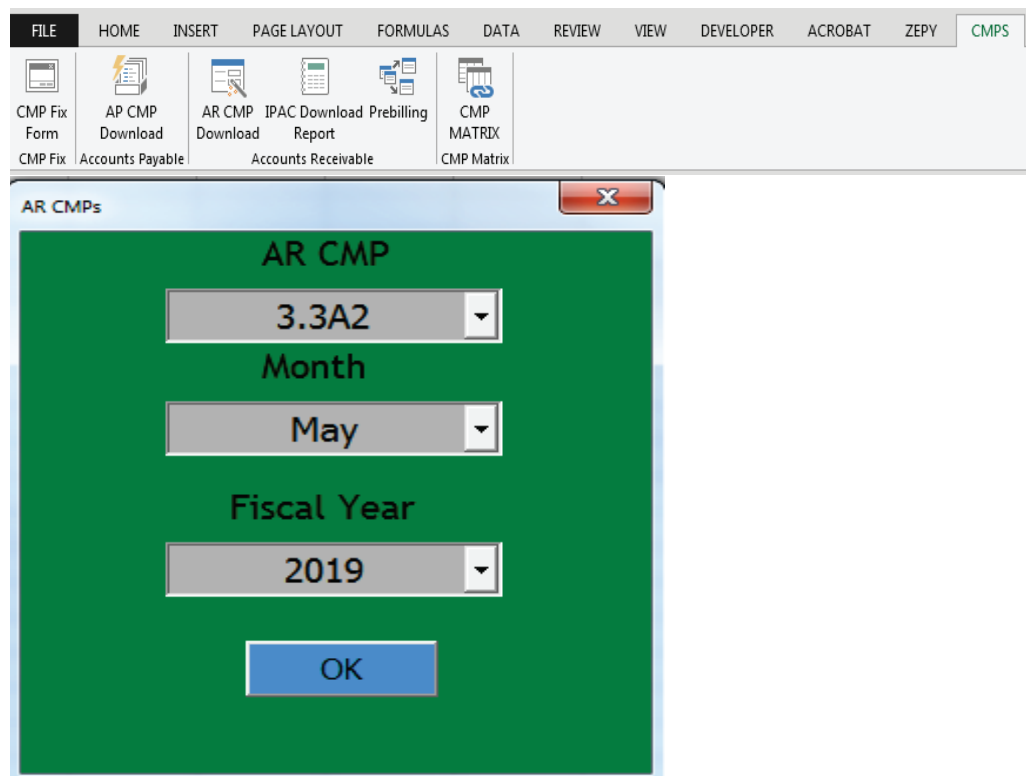 FILE HOME INSERT PAGE LAYOUT FORMULAS DATA REVIEW VIEW DEVELOPER ACROBAT ZEPY CMPS
CMP Fix AP CMP AR CMP IPAC Download Prebilling CMP
Form Download Download Report MATRIX
CMP Fix Accounts Payable Accounts Receivable CMP Matrix
AR CMPs
AR CMP
3.3A2
Month
May
Fiscal Year
2019
OK